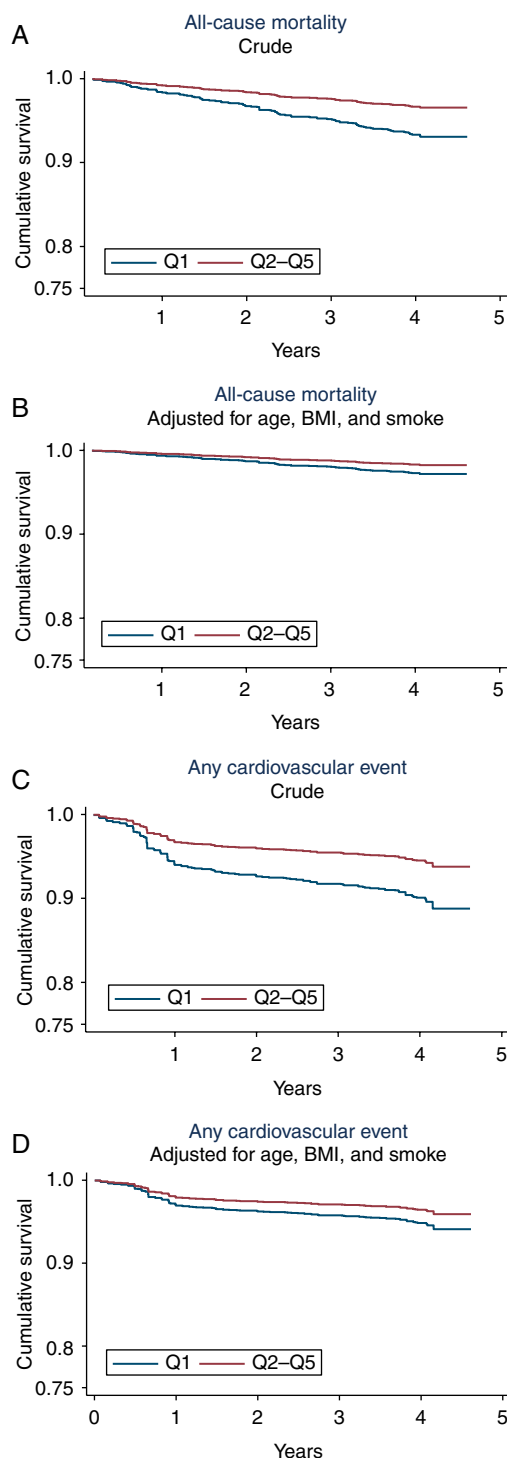 A
All-cause mortality
Crude
Cumulative survival
1.0
0.9
0.8
0.75
Q1 Q2–Q5
1 2 3 4 5
Years
B
All-cause mortality
Adjusted for age, BMI, and smoke
Cumulative survival
1.0
0.9
0.8
0.75
Q1 Q2–Q5
1 2 3 4 5
Years
C
Any cardiovascular event
Crude
Cumulative survival
1.0
0.9
0.8
0.75
Q1 Q2–Q5
1 2 3 4 5
Years
D
Any cardiovascular event
Adjusted for age, BMI, and smoke
Cumulative survival
1.0
0.9
0.8
0.75
Q1 Q2–Q5
0 1 2 3 4 5
Years